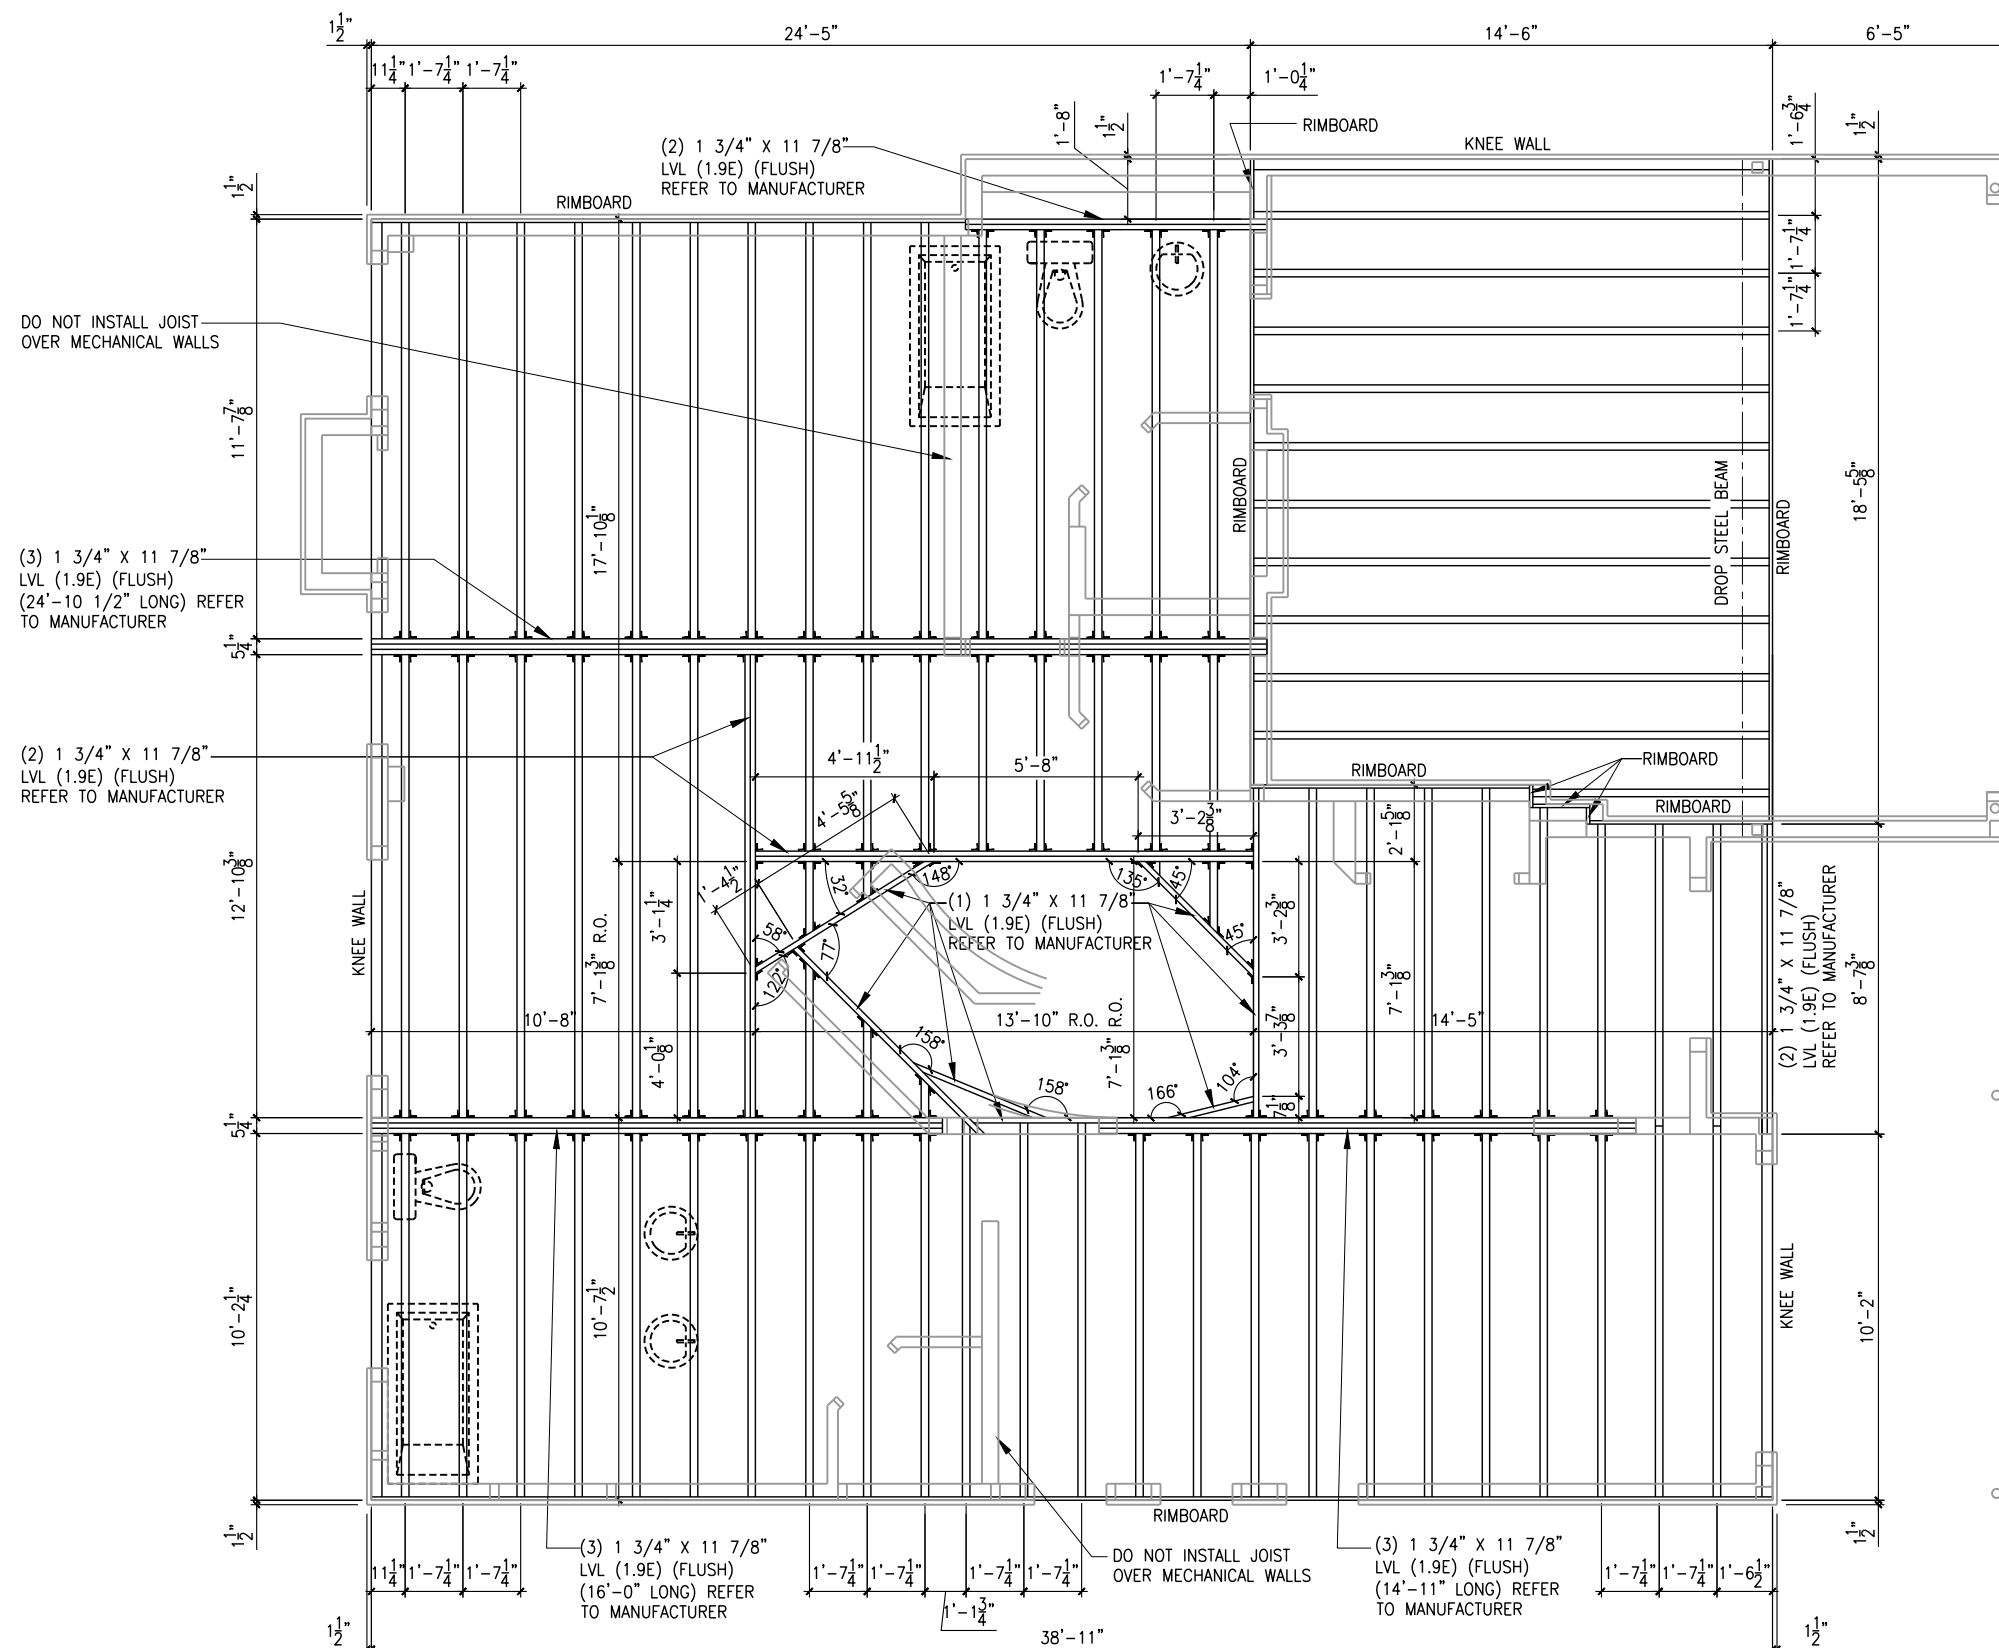 1 1/2"
24'-5"
14'-6"
6'-5"
11 1/4"
1'-7 1/4"
1'-7 1/4"
1'-7 1/4"
1'-0 1/4"
1'-8"
1 1/2"
1'-6 3/4"
1 1/2"
RIMBOARD
KNEE WALL
(2) 1 3/4" X 11 7/8"
LVL (1.9E) (FLUSH)
REFER TO MANUFACTURER
1 1/2"
RIMBOARD
1'-7 1/4"
1'-7 1/4"
DO NOT INSTALL JOIST
OVER MECHANICAL WALLS
11'-7 7/8"
17'-10 1/8"
RIMBOARD
DROP STEEL BEAM
RIMBOARD
18'-5 5/8"
(3) 1 3/4" X 11 7/8"
LVL (1.9E) (FLUSH)
(24'-10 1/2" LONG) REFER
TO MANUFACTURER
5 1/4"
(2) 1 3/4" X 11 7/8"
LVL (1.9E) (FLUSH)
REFER TO MANUFACTURER
4'-11 1/2"
5'-8"
RIMBOARD
RIMBOARD
RIMBOARD
4'-5 5/8"
3'-2 3/8"
2'-1 5/8"
1'-4 1/2"
32°
148°
135°
45°
12'-10 3/8"
KNEE WALL
7'-1 3/8" R.O.
3'-1 1/4"
58°
77°
122°
(1) 1 3/4" X 11 7/8"
LVL (1.9E) (FLUSH)
REFER TO MANUFACTURER
45°
3'-2 3/8"
7'-1 3/8"
(2) 1 3/4" X 11 7/8"
LVL (1.9E) (FLUSH)
REFER TO MANUFACTURER
8'-7 3/8"
10'-8"
13'-10" R.O.
14'-5"
4'-0 1/8"
158°
158°
7'-1 3/8" R.O.
166°
104°
3'-3 7/8"
7 1/8"
5 1/4"
10'-2 1/4"
10'-7 1/2"
KNEE WALL
10'-2"
1 1/2"
RIMBOARD
1 1/2"
11 1/4"
1'-7 1/4"
1'-7 1/4"
(3) 1 3/4" X 11 7/8"
LVL (1.9E) (FLUSH)
(16'-0" LONG) REFER
TO MANUFACTURER
1'-7 1/4"
1'-7 1/4"
1'-1 3/4"
1'-7 1/4"
1'-7 1/4"
DO NOT INSTALL JOIST
OVER MECHANICAL WALLS
(3) 1 3/4" X 11 7/8"
LVL (1.9E) (FLUSH)
(14'-11" LONG) REFER
TO MANUFACTURER
1'-7 1/4"
1'-7 1/4"
1'-6 1/2"
1 1/2"
38'-11"
1 1/2"